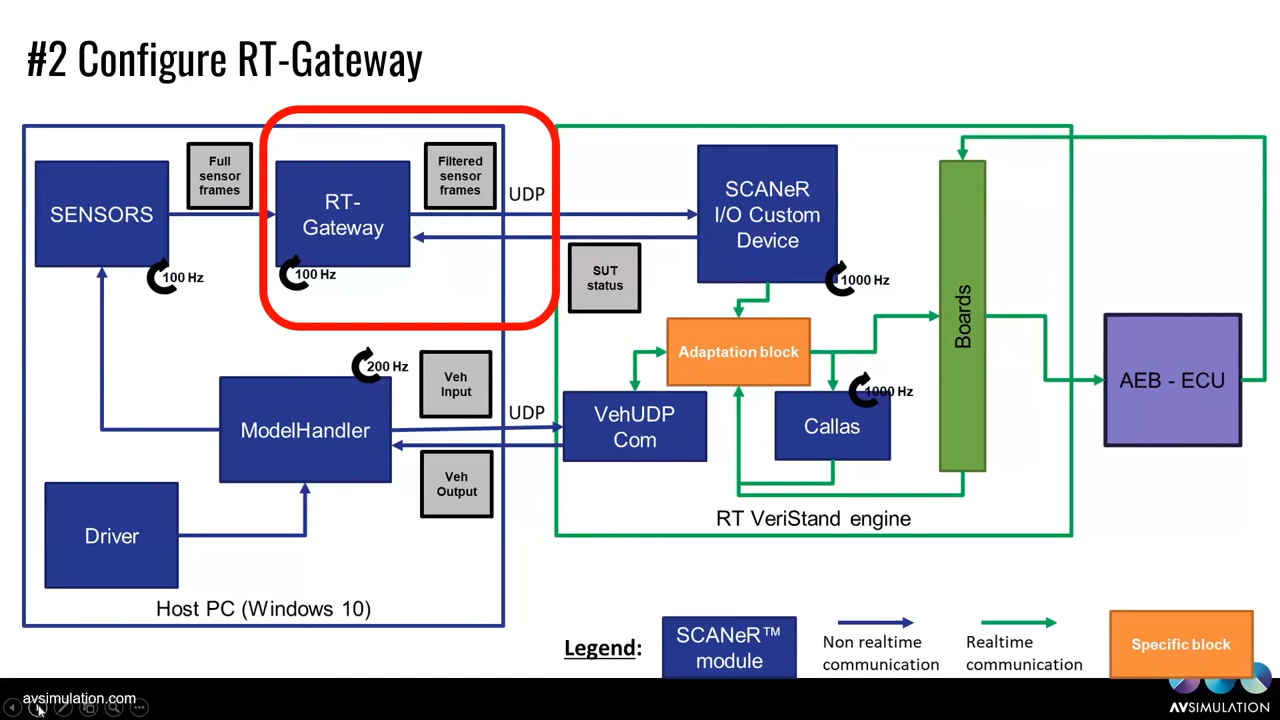 #2 Configure RT-Gateway
SENSORS
100 Hz
Full
sensor
frames
RT-
Gateway
100 Hz
Filtered
sensor
frames
UDP
SCANeR
I/O Custom
Device
1000 Hz
SUT
status
Adaptation block
Boards
AEB - ECU
200 Hz
ModelHandler
Veh
Input
UDP
Veh
Output
VehUDP
Com
1000 Hz
Callas
RT VeriStand engine
Driver
Host PC (Windows 10)
Legend:
SCANeR™
module
Non realtime
communication
Realtime
communication
Specific block
avsimulation.com
AVSIMULATION